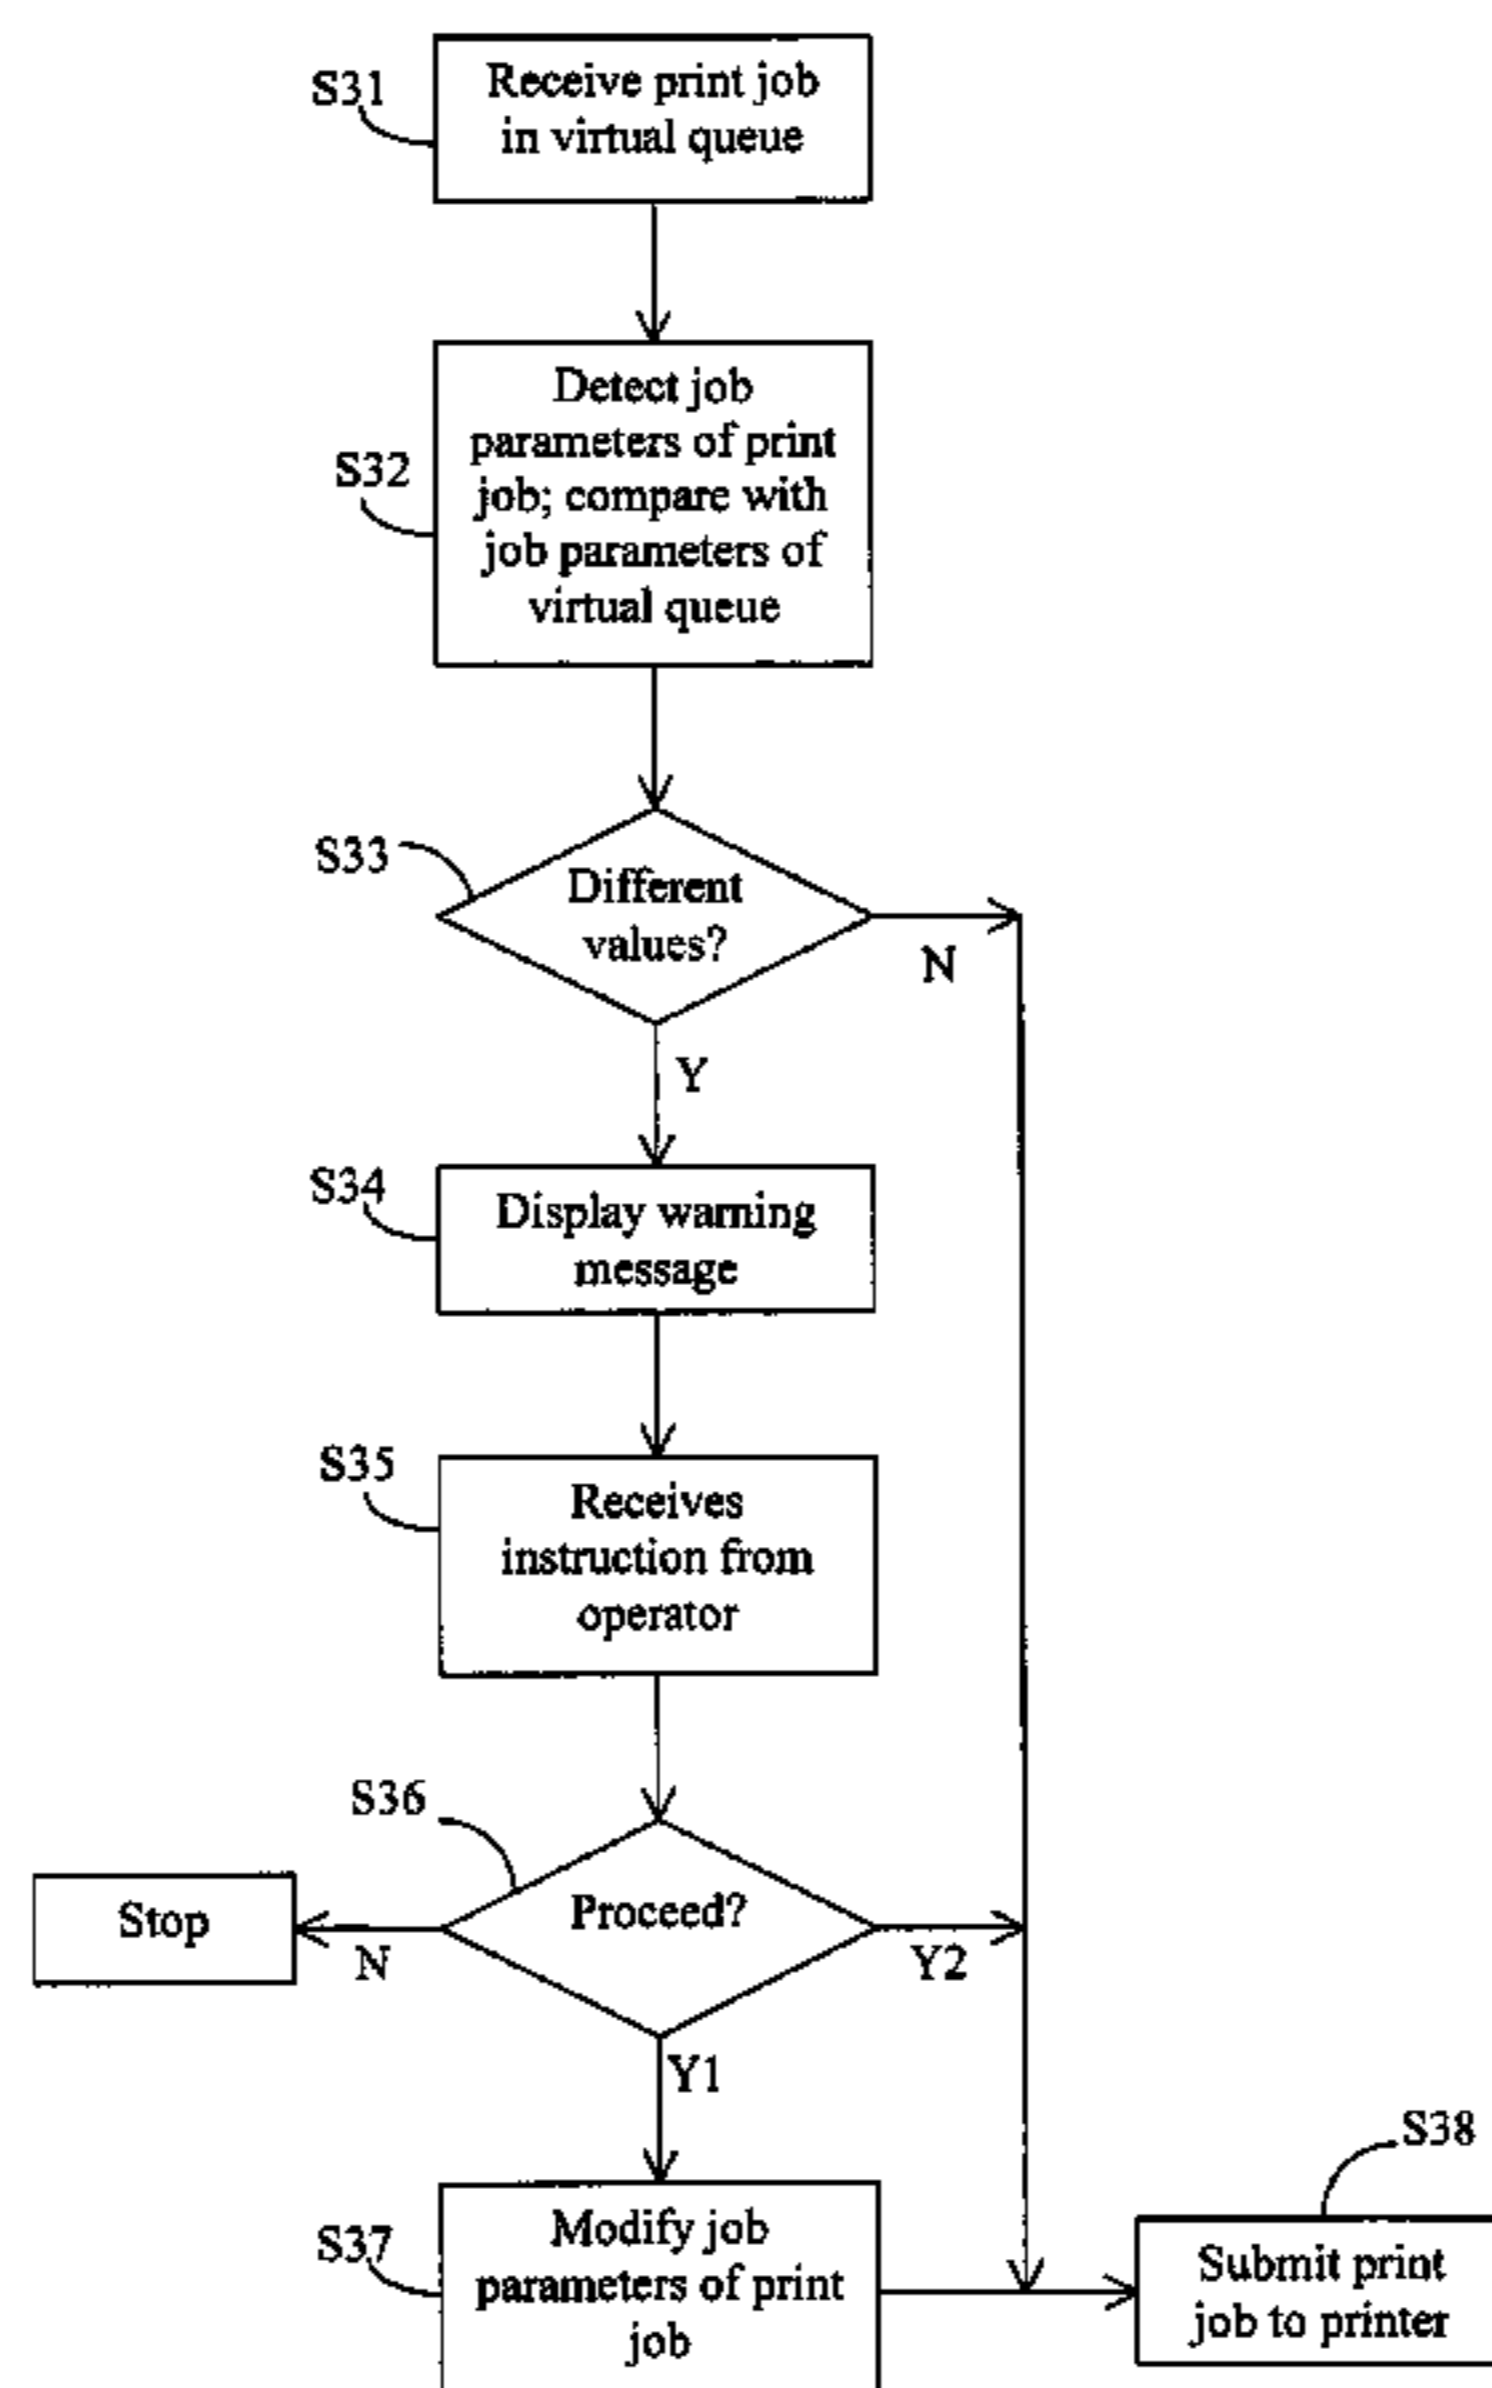 S31
Receive print job
in virtual queue
S32
Detect job
parameters of print
job; compare with
job parameters of
virtual queue
S33
Different
values?
N
Y
S34
Display warning
message
S35
Receives
instruction from
operator
S36
Proceed?
Stop
N
Y2
Y1
S37
Modify job
parameters of print
job
S38
Submit print
job to printer